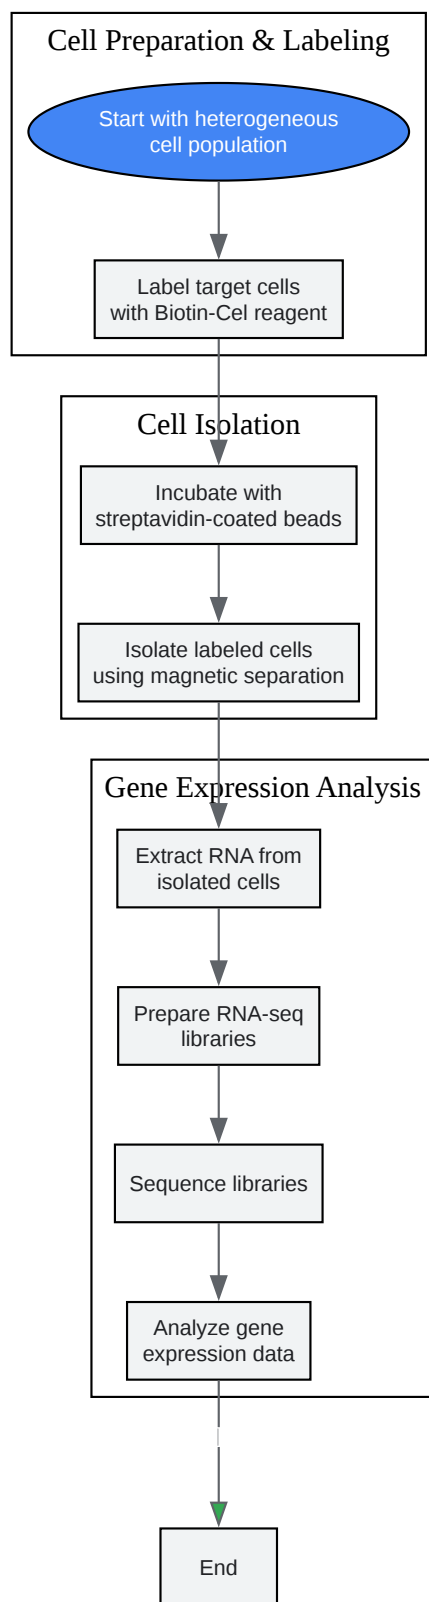 Cell Preparation & Labeling
Start with heterogeneous
cell population
Label target cells
with Biotin-Cel reagent
Cell Isolation
Incubate with
streptavidin-coated beads
Isolate labeled cells
using magnetic separation
Gene Expression Analysis
Extract RNA from
isolated cells
Prepare RNA-seq
libraries
Sequence libraries
Analyze gene
expression data
End